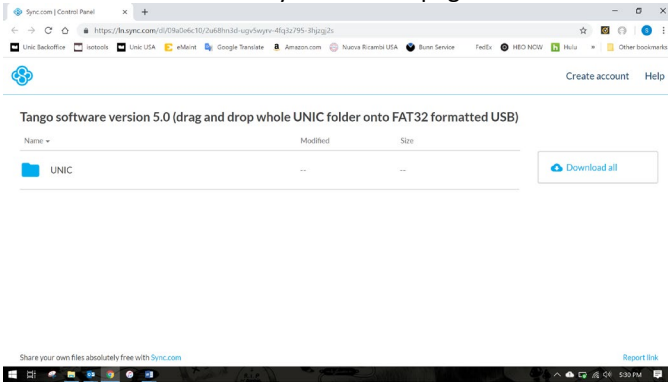 Sync.com | Control Panel
https://ln.sync.com/dl/09a0e6c10/2u68hn3d-ugv5wyrv-4fq3z795-3hjzgj2s
Unic Backoffice isotools Unic USA eMaint Google Translate Amazon.com Nuova Ricambi USA Bunn Service FedEx HBO NOW Hulu » Other bookmarks
Create account Help
Tango software version 5.0 (drag and drop whole UNIC folder onto FAT32 formatted USB)
Name Modified Size
UNIC -- --
Download all
Share your own files absolutely free with Sync.com
Report link
5:30 PM